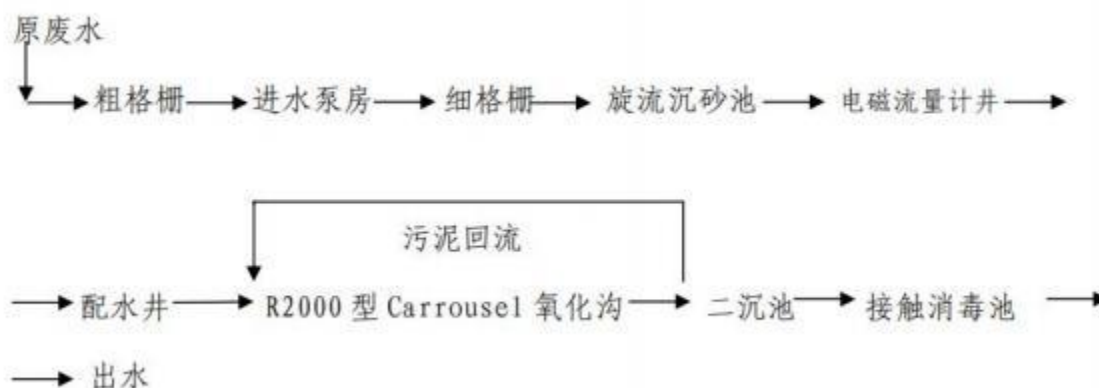 原废水
粗格栅 进水泵房 细格栅 旋流沉砂池 电磁流量计井
污泥回流
配水井 R2000型Carrousel氧化沟 二沉池 接触消毒池
出水